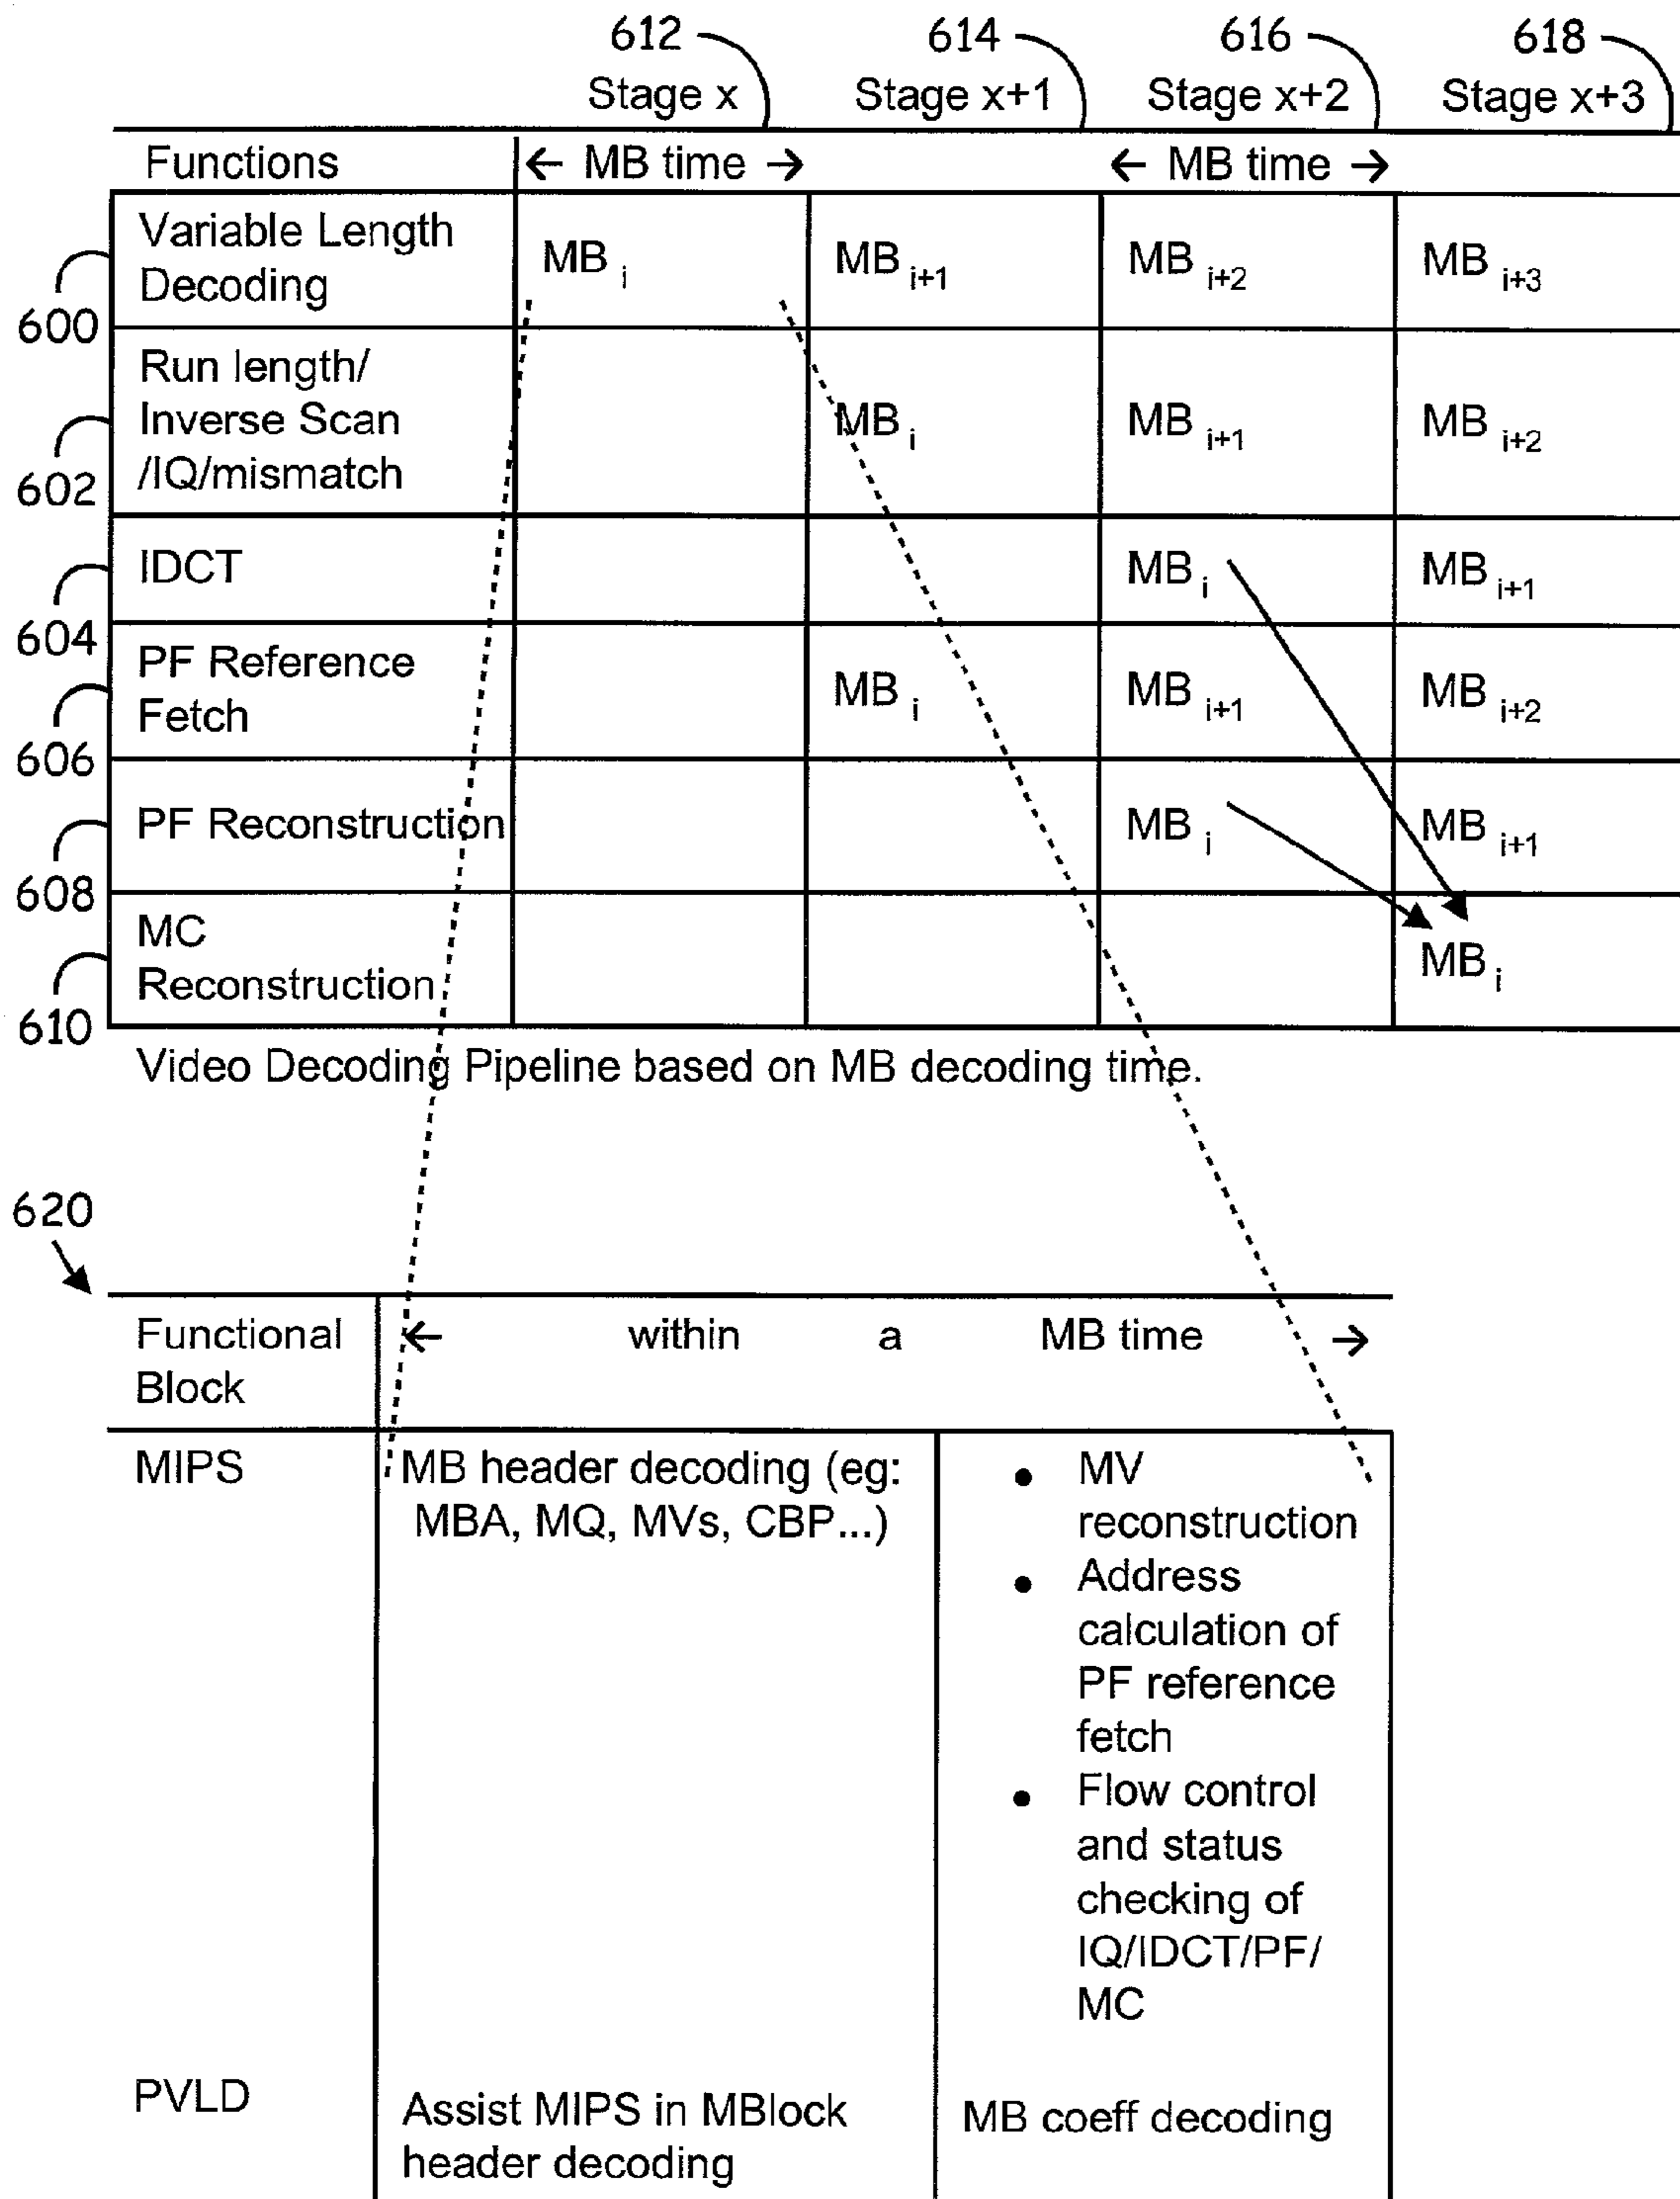 612 614 616 618
Stage x Stage x+1 Stage x+2 Stage x+3
Functions ← MB time → ← MB time →
Variable Length
Decoding
MB i MB i+1 MB i+2 MB i+3
600
Run length/
Inverse Scan
/IQ/mismatch
MB i MB i+1 MB i+2
602
IDCT MB i MB i+1
604
PF Reference
Fetch
MB i MB i+1 MB i+2
606
PF Reconstruction MB i MB i+1
608
MC
Reconstruction
MB i
610
Video Decoding Pipeline based on MB decoding time.
620
Functional
Block
← within a MB time →
MIPS
MB header decoding (eg:
MBA, MQ, MVs, CBP...)
• MV
reconstruction
• Address
calculation of
PF reference
fetch
• Flow control
and status
checking of
IQ/IDCT/PF/
MC
PVLD
Assist MIPS in MBlock
header decoding
MB coeff decoding